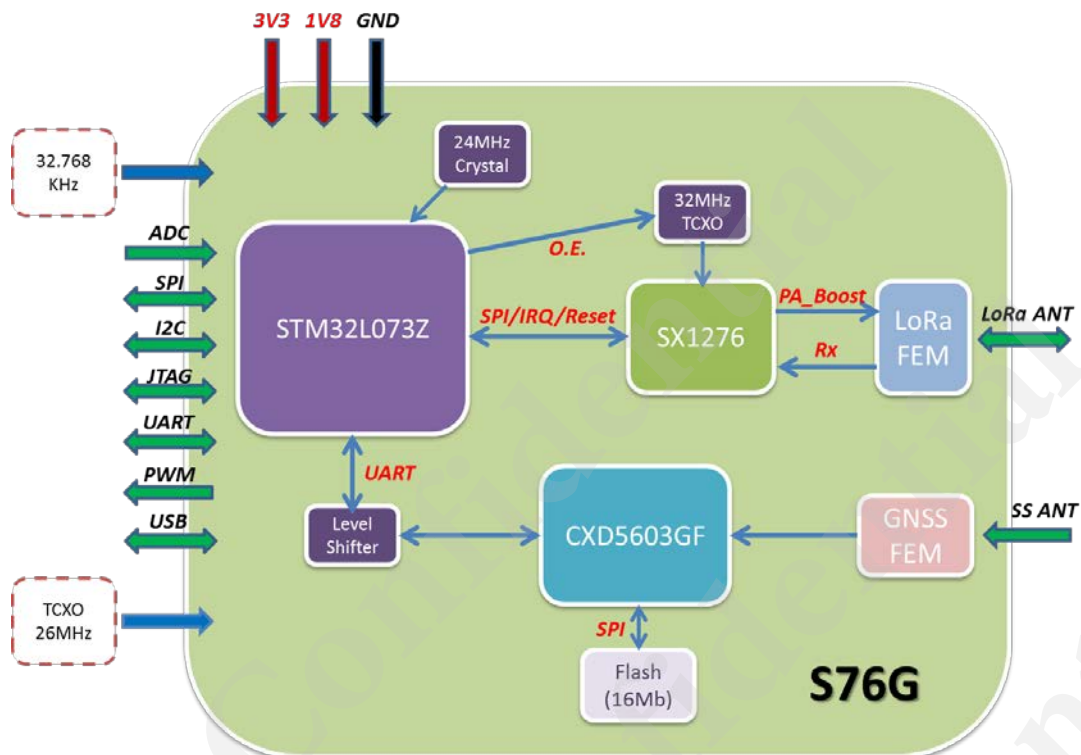 3V3 1V8 GND
32.768
KHz
24MHz
Crystal
32MHz
TCXO
ADC
O.E.
SPI
PA_Boost
STM32L073Z
SPI/IRQ/Reset
SX1276
LoRa
FEM
LoRa ANT
I2C
Rx
JTAG
UART
UART
PWM
Level
Shifter
CXD5603GF
GNSS
FEM
SS ANT
USB
TCXO
26MHz
SPI
Flash
(16Mb)
S76G
Confidential
Confidential